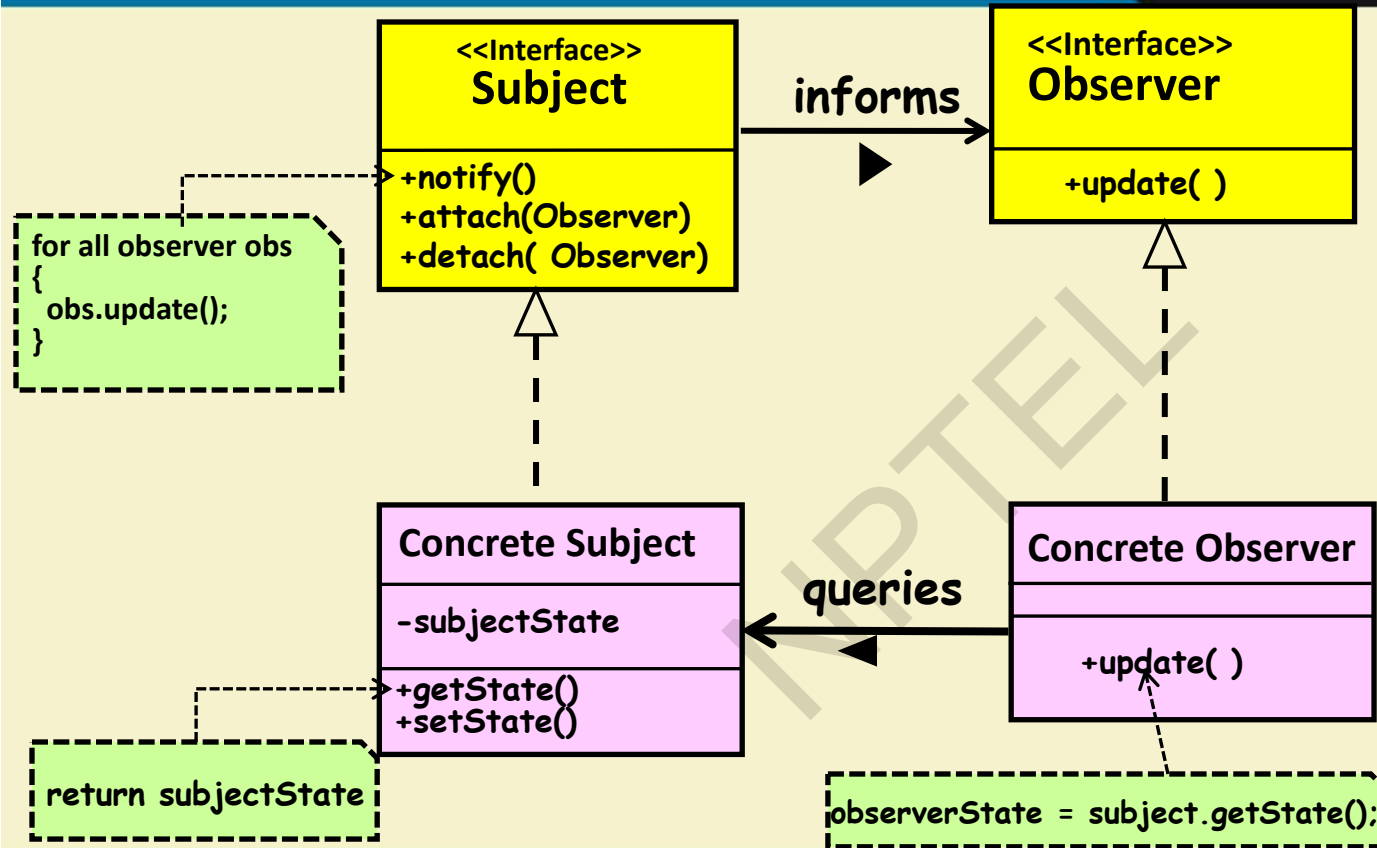 <<Interface>>
Subject
+notify()
+attach(Observer)
+detach( Observer)
informs
<<Interface>>
Observer
+update( )
for all observer obs
{
obs.update();
}
Concrete Subject
-subjectState
+getState()
+setState()
queries
Concrete Observer
+update( )
return subjectState
observerState = subject.getState();
NPTEL